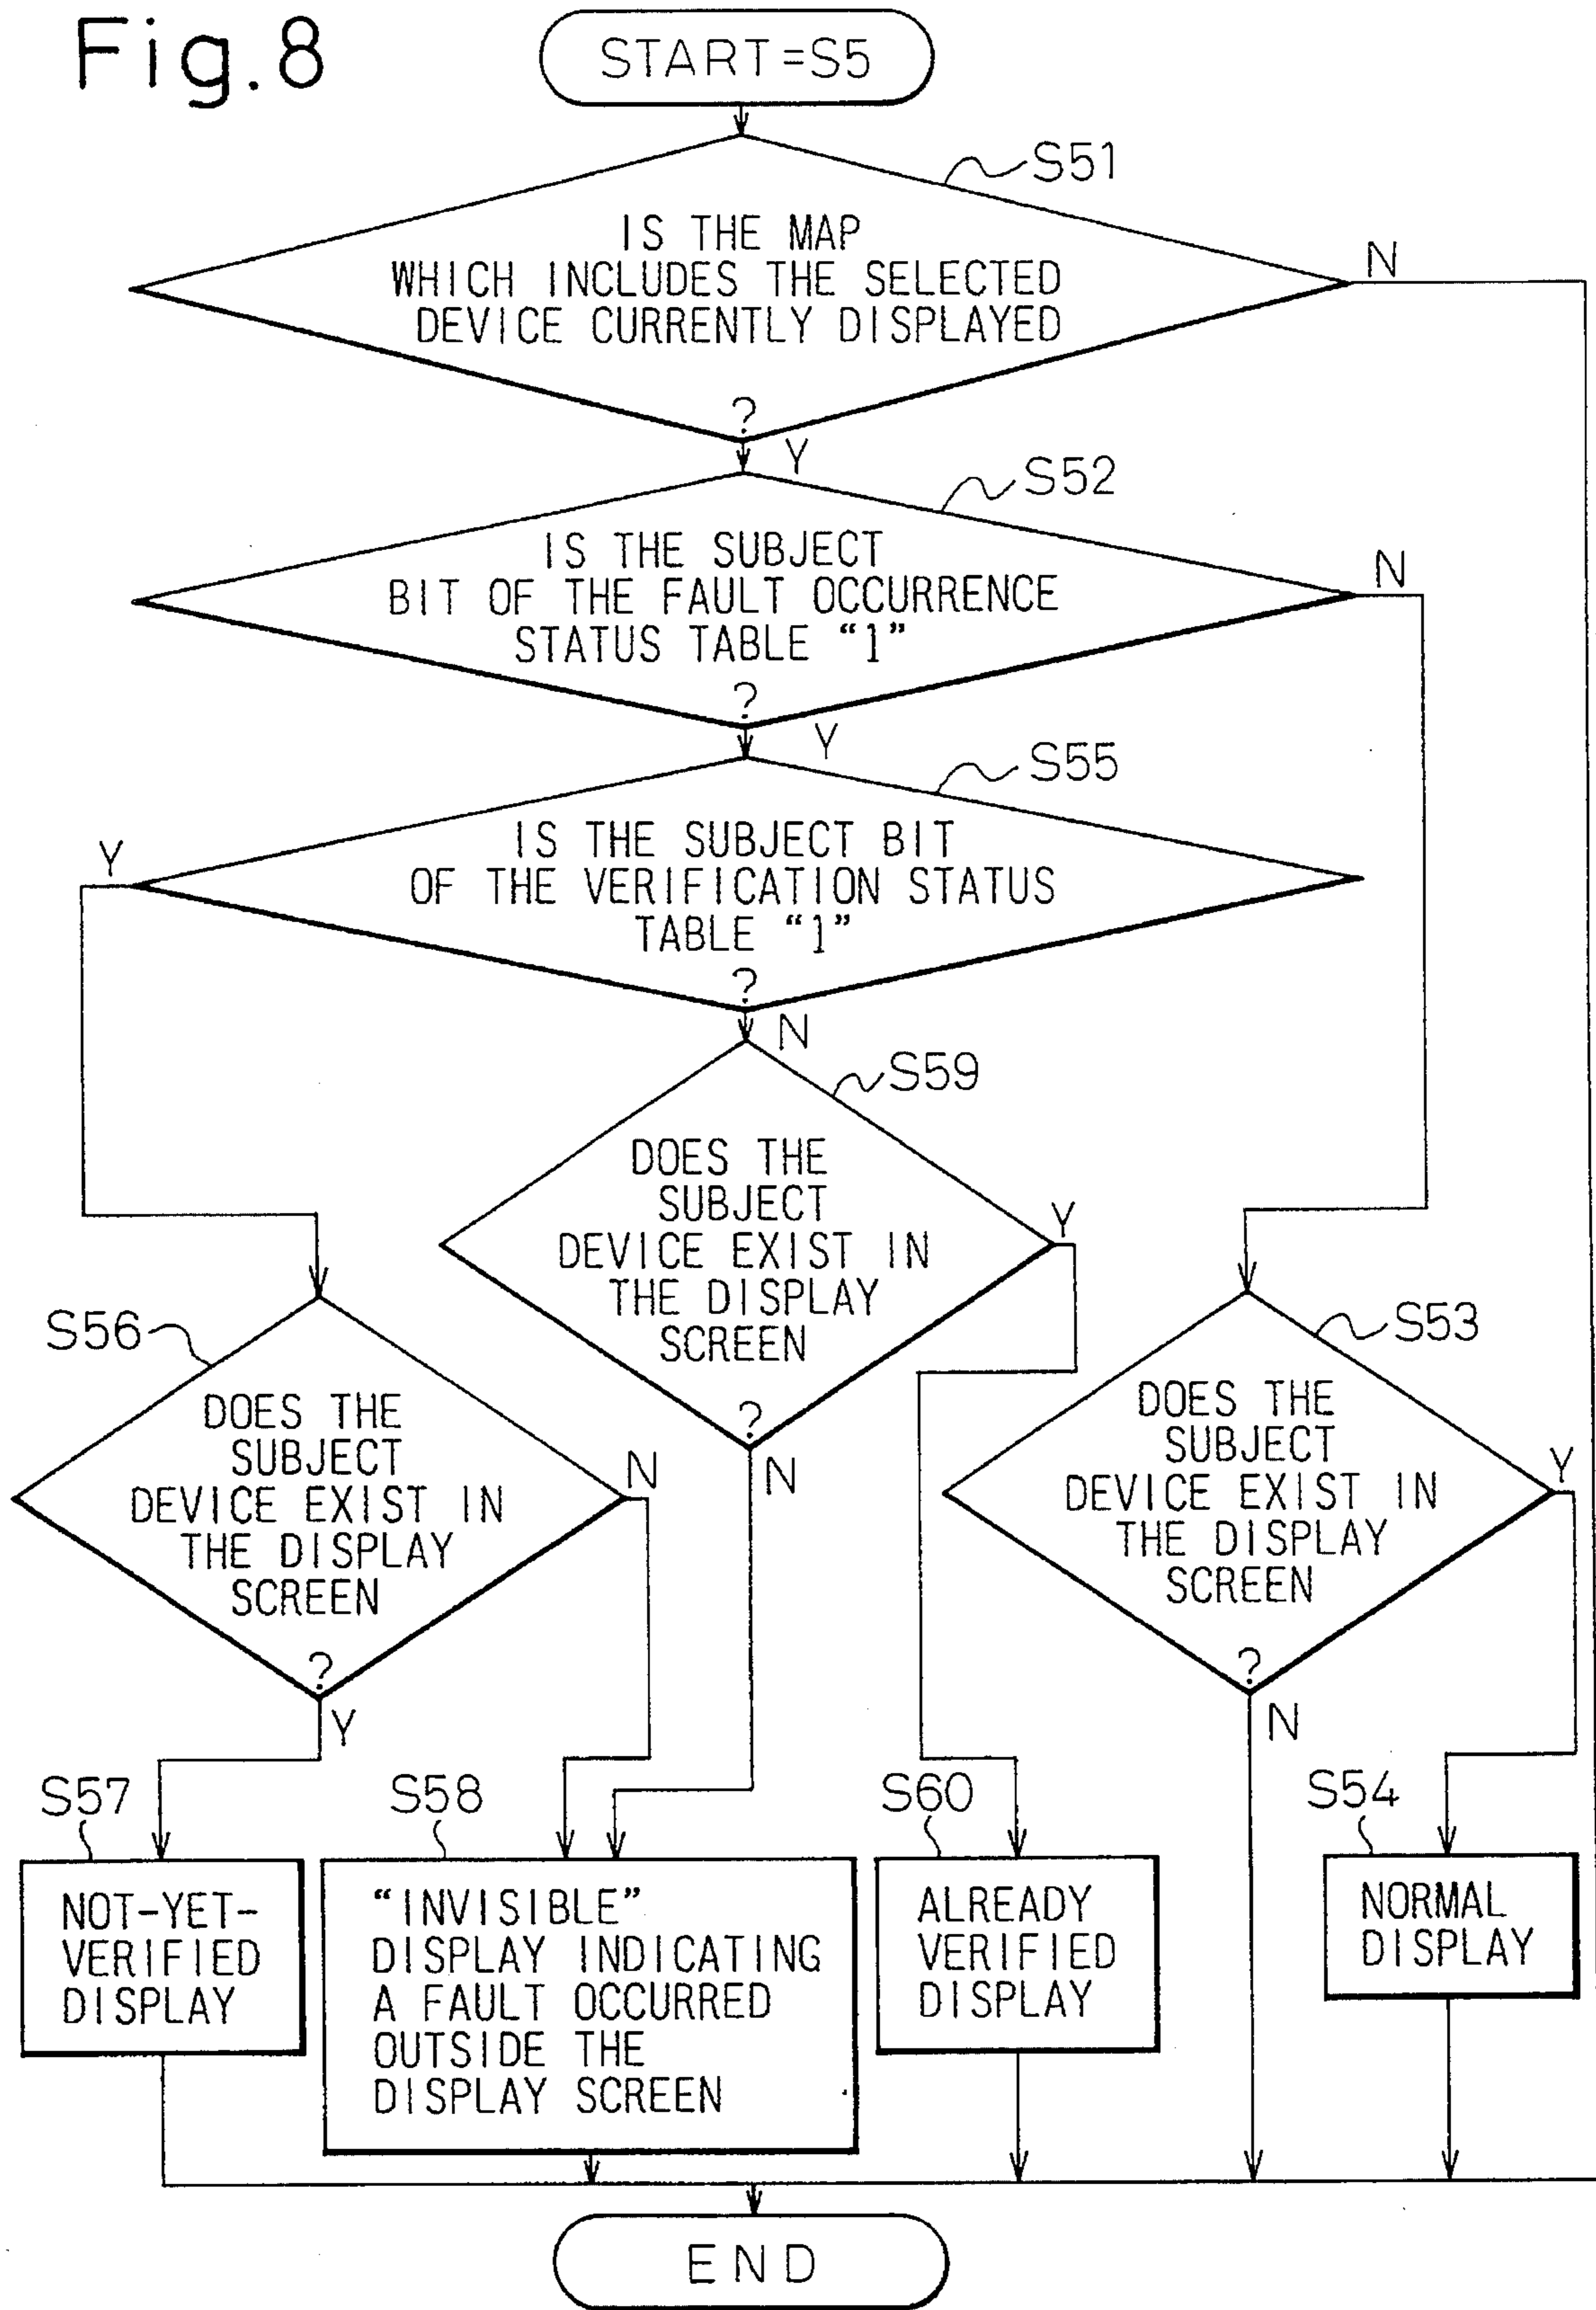 Fig.8
START=S5
S51
IS THE MAP
WHICH INCLUDES THE SELECTED
DEVICE CURRENTLY DISPLAYED
?
N
Y
S52
IS THE SUBJECT
BIT OF THE FAULT OCCURRENCE
STATUS TABLE “1”
?
N
Y
S55
IS THE SUBJECT BIT
OF THE VERIFICATION STATUS
TABLE “1”
?
Y
N
S59
DOES THE
SUBJECT
DEVICE EXIST IN
THE DISPLAY
SCREEN
?
Y
N
S56
DOES THE
SUBJECT
DEVICE EXIST IN
THE DISPLAY
SCREEN
?
N
Y
S53
DOES THE
SUBJECT
DEVICE EXIST IN
THE DISPLAY
SCREEN
?
Y
N
S57
NOT-YET-
VERIFIED
DISPLAY
S58
“INVISIBLE”
DISPLAY INDICATING
A FAULT OCCURRED
OUTSIDE THE
DISPLAY SCREEN
S60
ALREADY
VERIFIED
DISPLAY
S54
NORMAL
DISPLAY
END